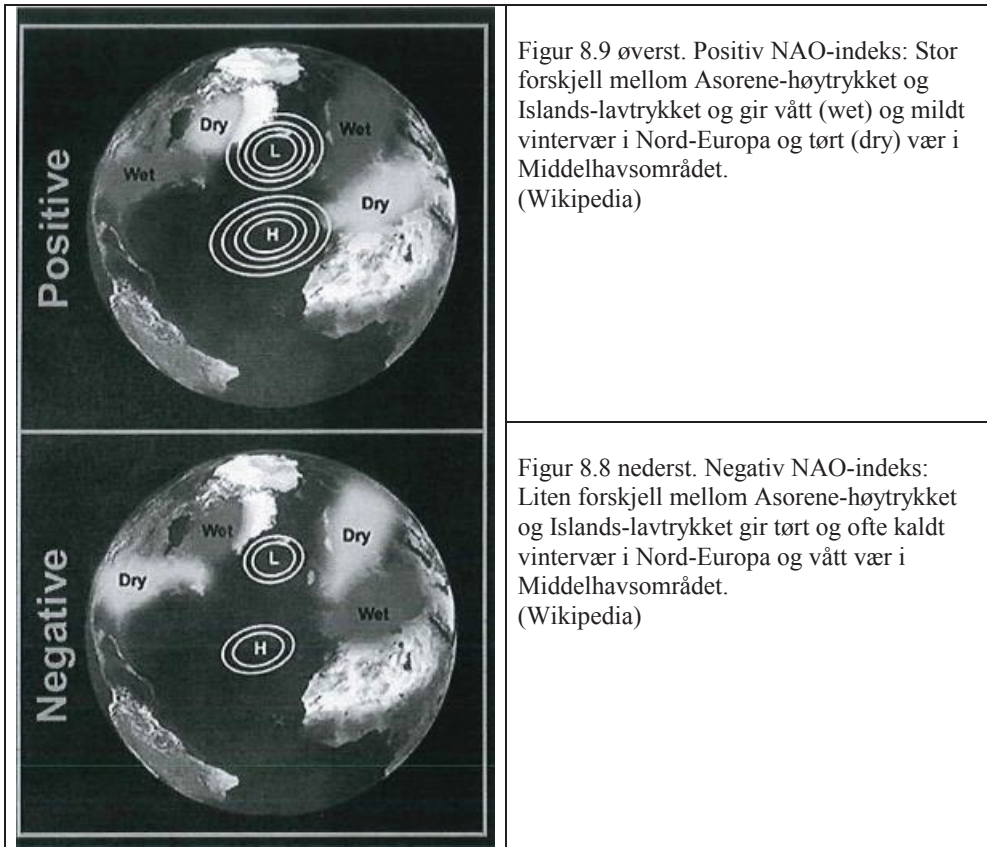 Positive
Dry
Wet
L
Wet
Dry
H
Figur 8.9 øverst. Positiv NAO-indeks: Stor
forskjell mellom Asorene-høytrykket og
Islands-lavtrykket og gir vått (wet) og mildt
vintervær i Nord-Europa og tørt (dry) vær i
Middelhavsområdet.
(Wikipedia)
Negative
Wet
Dry
L
Dry
Wet
H
Figur 8.8 nederst. Negativ NAO-indeks:
Liten forskjell mellom Asorene-høytrykket
og Islands-lavtrykket gir tørt og ofte kaldt
vintervær i Nord-Europa og vått vær i
Middelhavsområdet.
(Wikipedia)